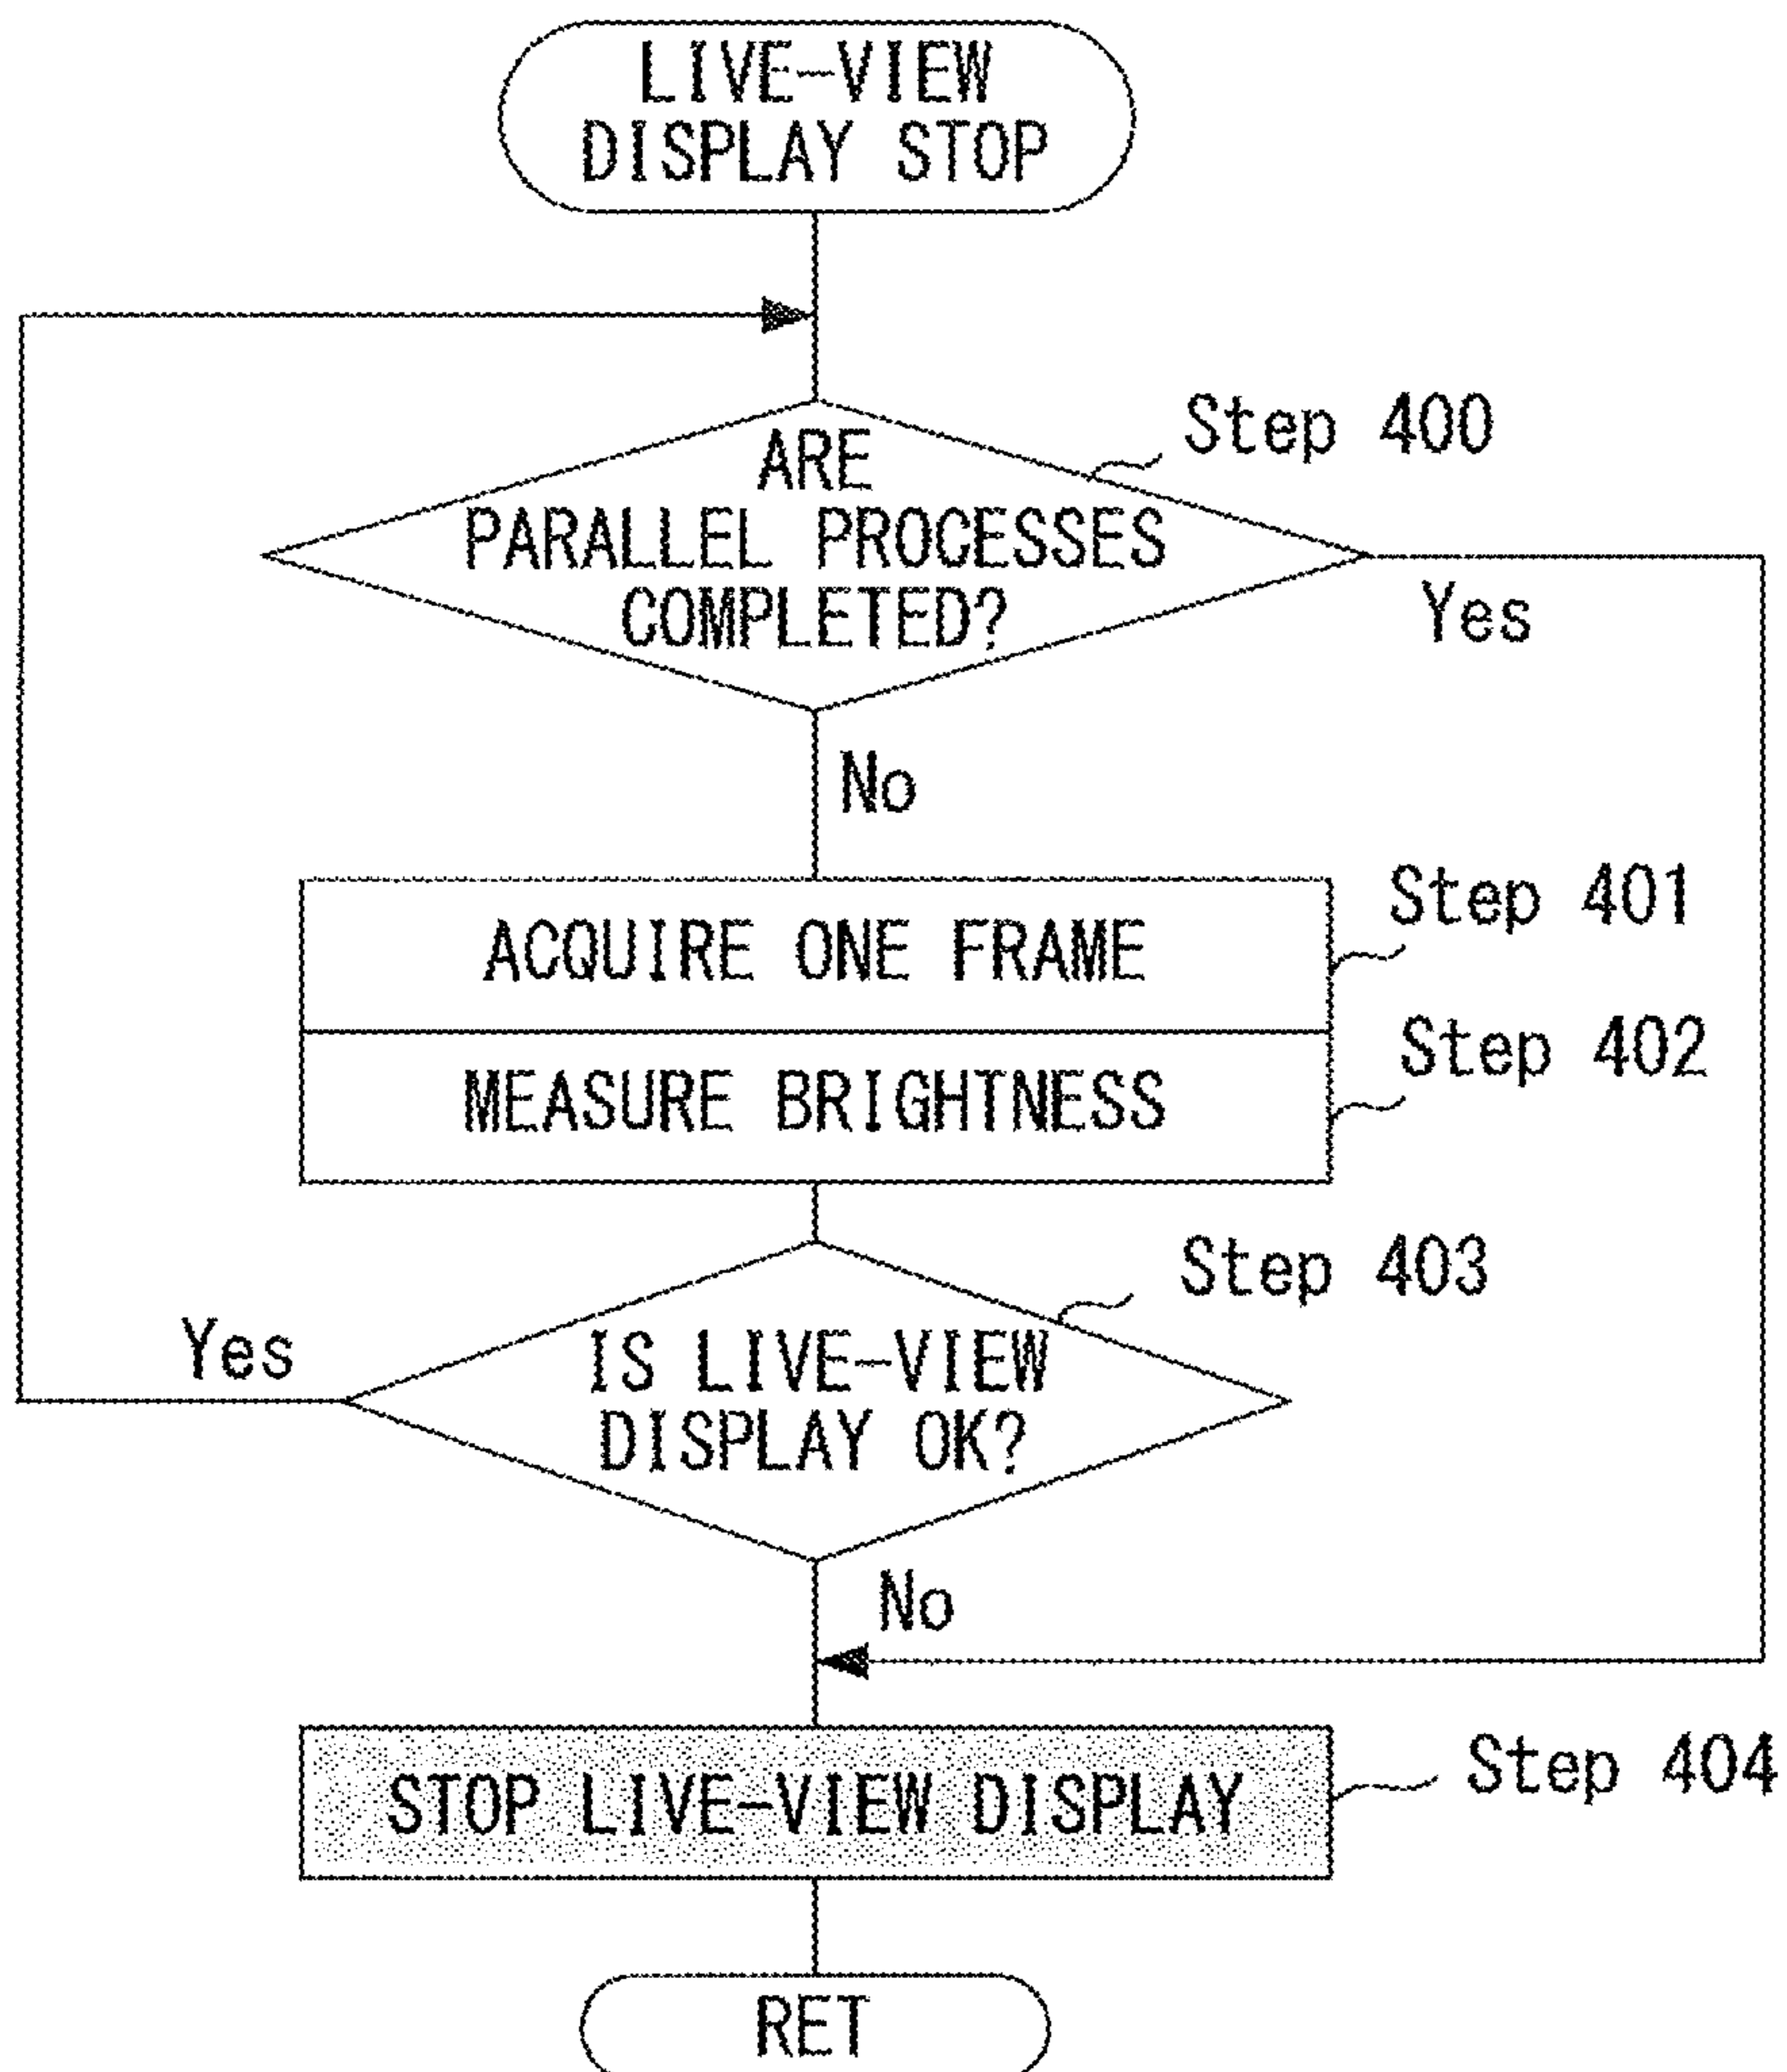 LIVE-VIEW
DISPLAY STOP
Step 400
ARE
PARALLEL PROCESSES
COMPLETED?
Yes
No
Step 401
ACQUIRE ONE FRAME
Step 402
MEASURE BRIGHTNESS
Step 403
Yes
IS LIVE-VIEW
DISPLAY OK?
No
STOP LIVE-VIEW DISPLAY
Step 404
RET